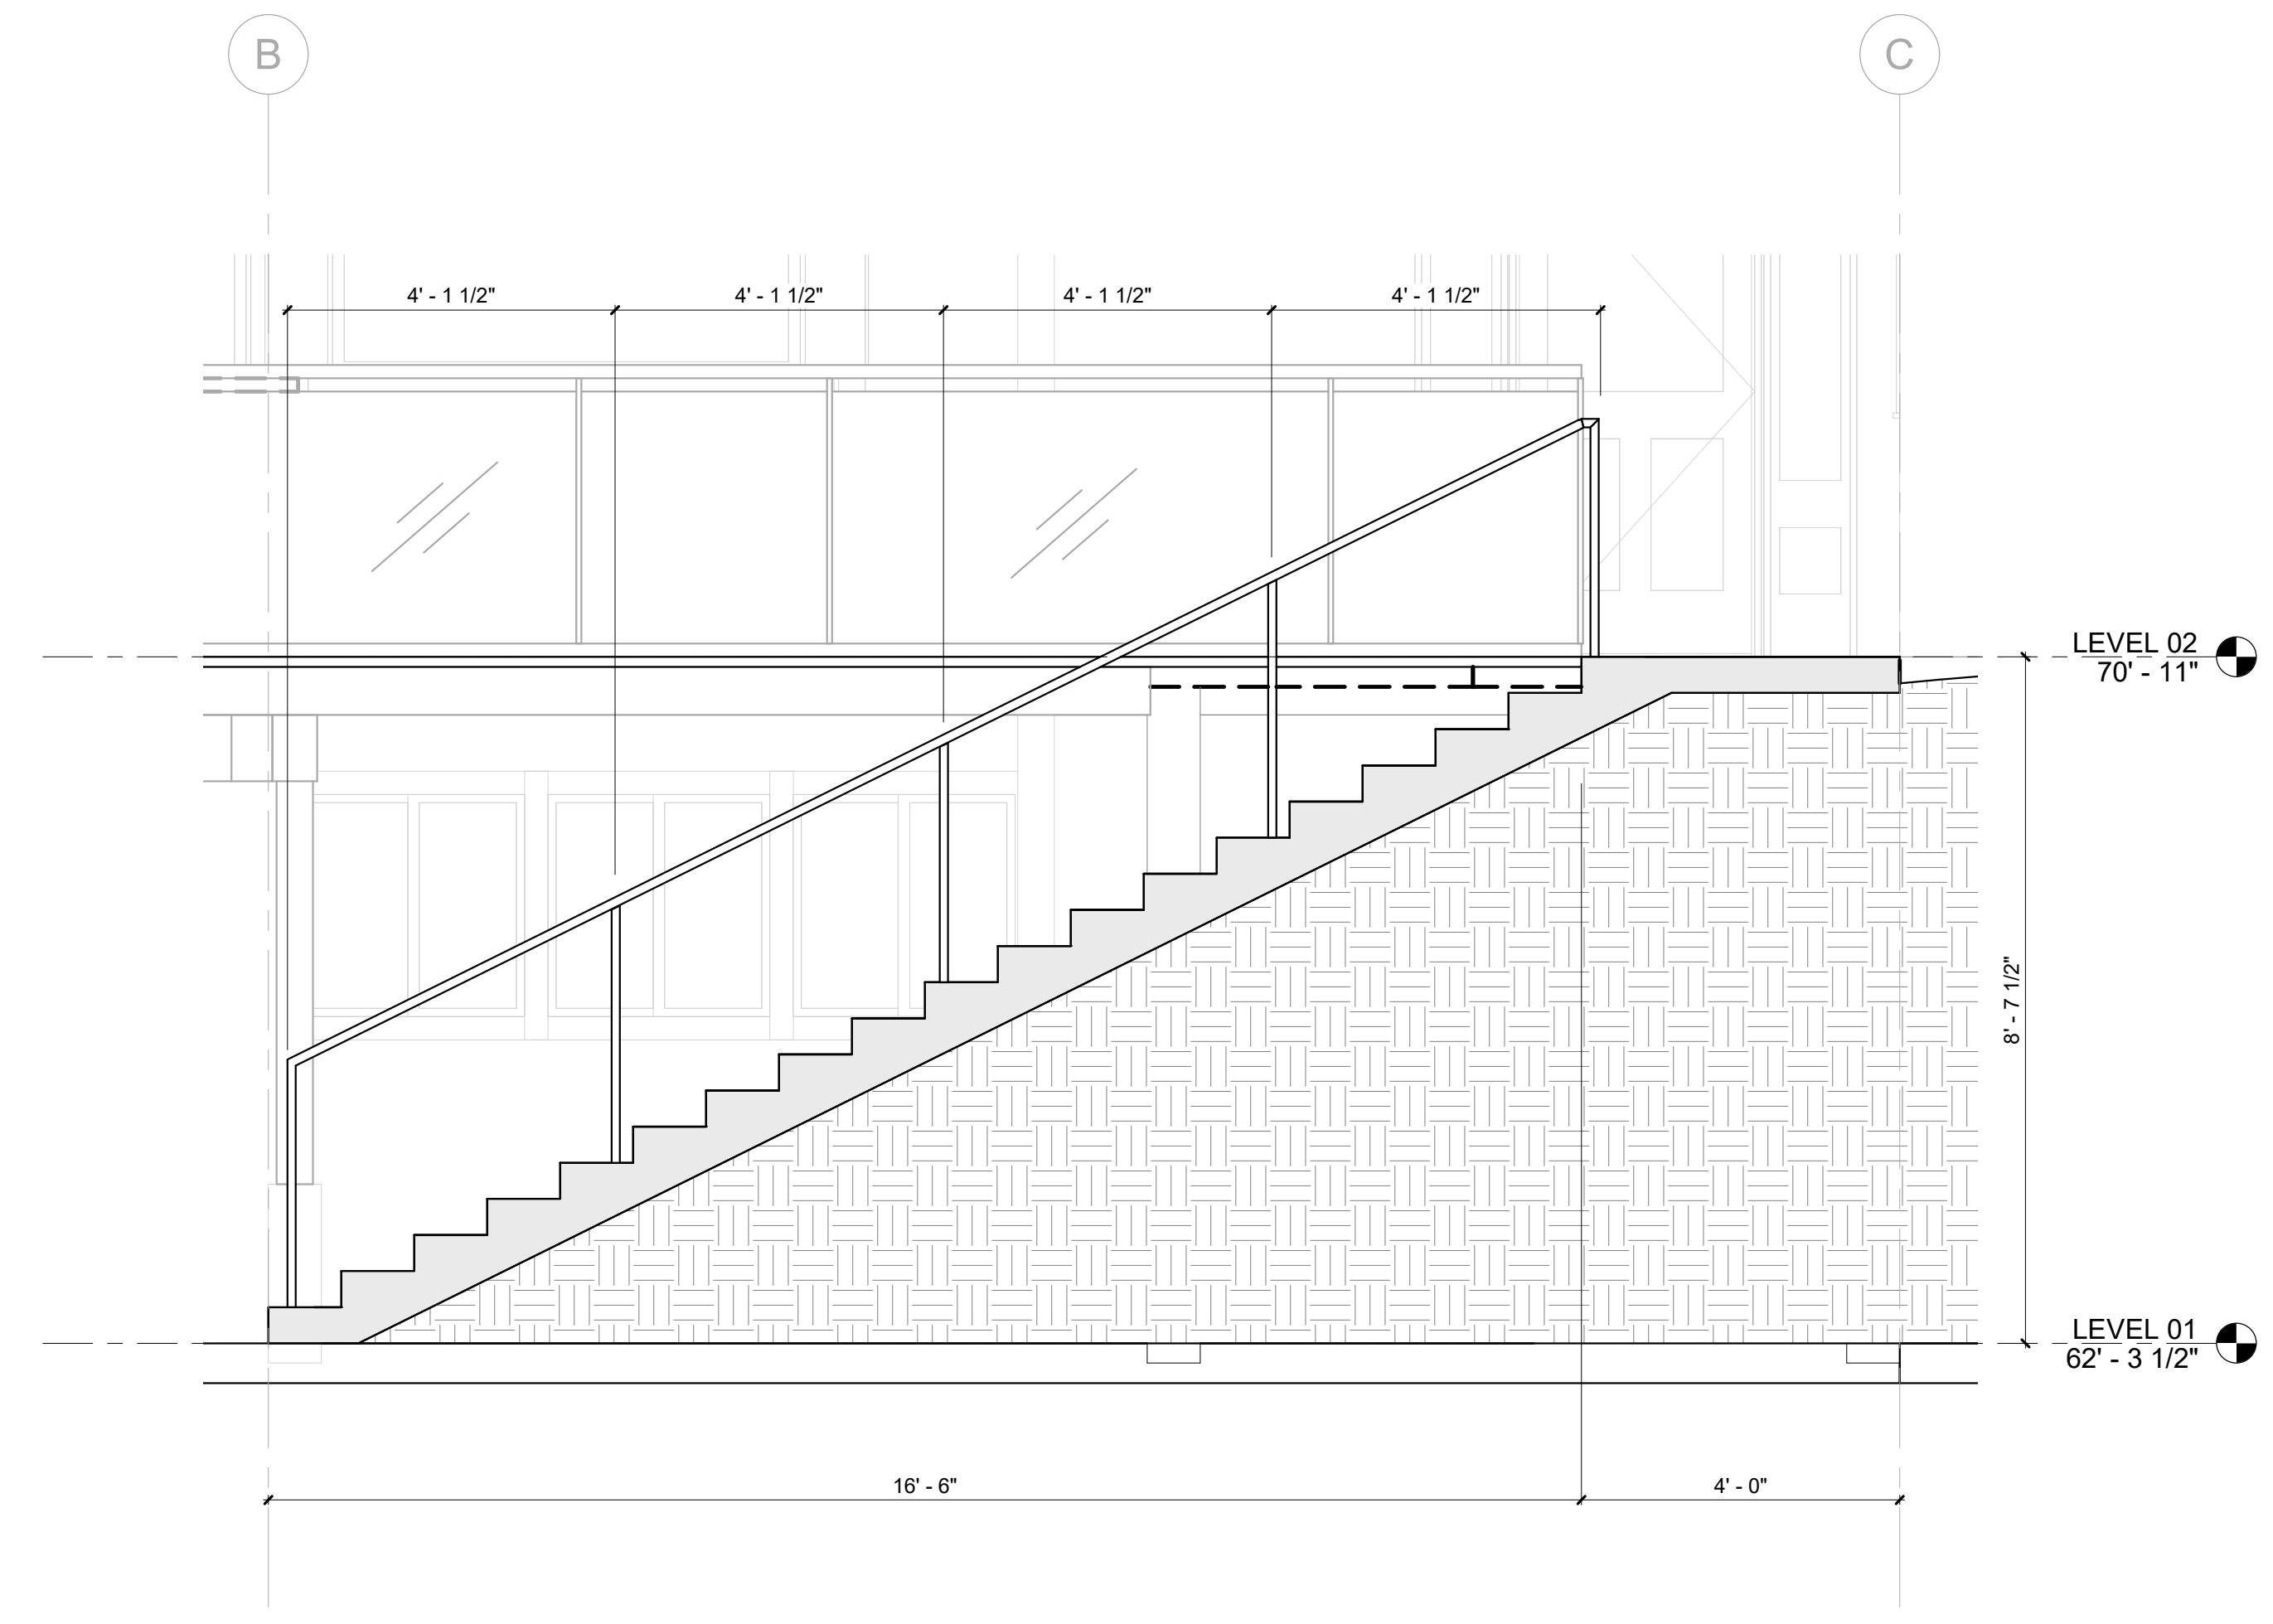 B
C
4' - 1 1/2"
4' - 1 1/2"
4' - 1 1/2"
4' - 1 1/2"
LEVEL 02
70' - 11"
8' - 7 1/2"
LEVEL 01
62' - 3 1/2"
16' - 6"
4' - 0"